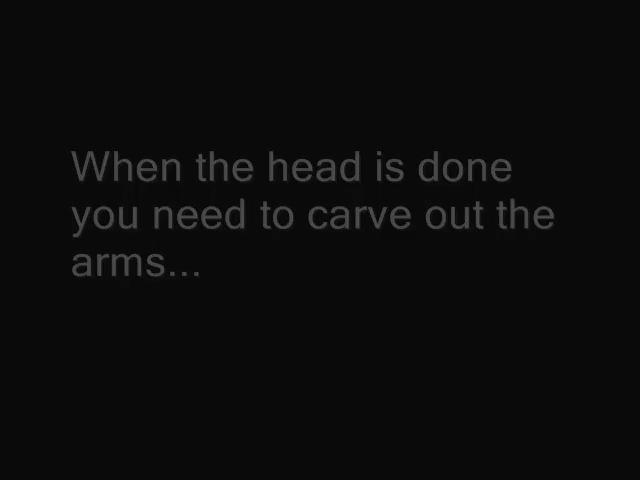 When the head is done
you need to carve out the
arms...